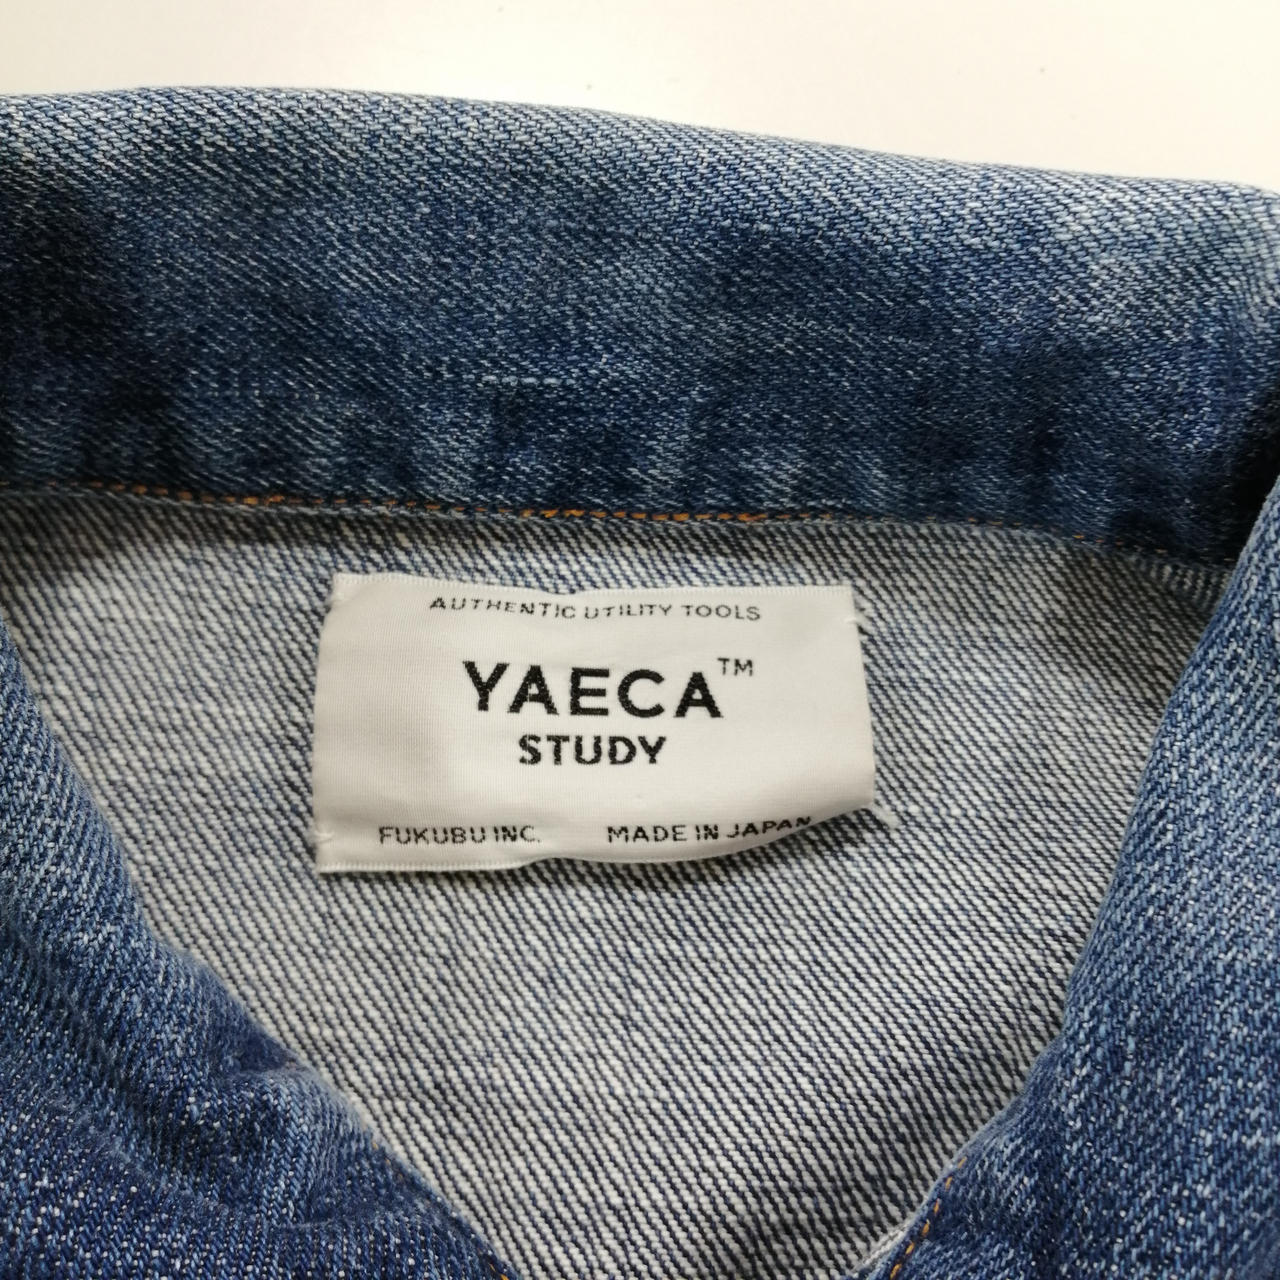 AUTHENTIC UTILITY TOOLS
YAECA™
STUDY
FUKUBU INC. MADE IN JAPAN